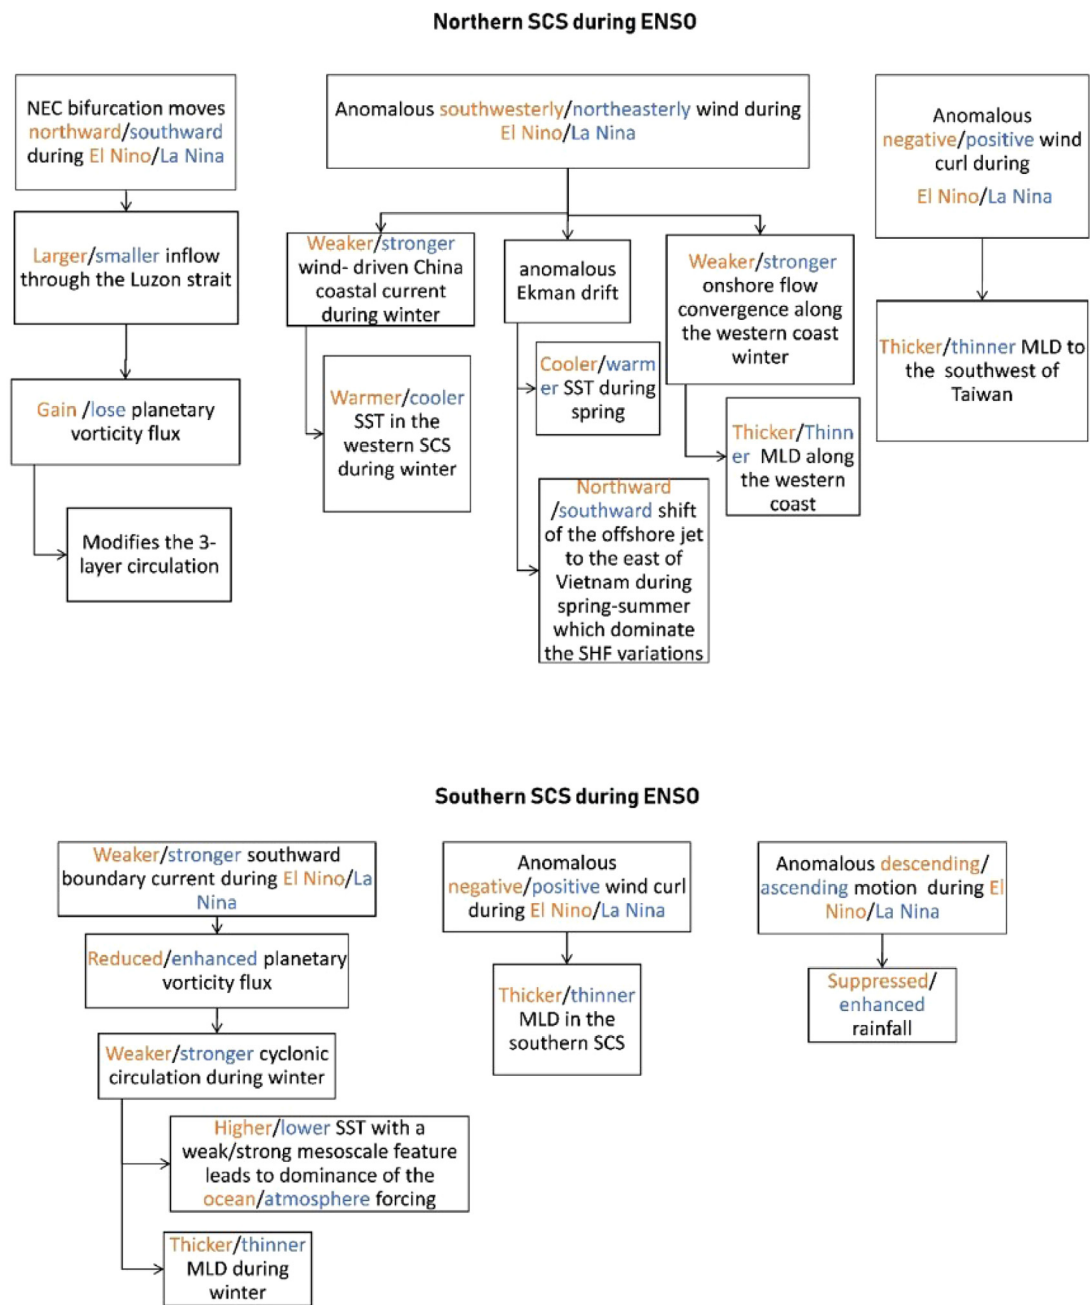 Northern SCS during ENSO
NEC bifurcation moves
northward/southward
during El Nino/La Nina
Larger/smaller inflow
through the Luzon strait
Gain /lose planetary
vorticity flux
Modifies the 3-
layer circulation
Anomalous southwesterly/northeasterly wind during
El Nino/La Nina
Weaker/stronger
wind- driven China
coastal current
during winter
Warmer/cooler
SST in the
western SCS
during winter
anomalous
Ekman drift
Cooler/warm
er SST during
spring
Northward
/southward shift
of the offshore jet
to the east of
Vietnam during
spring-summer
which dominate
the SHF variations
Weaker/stronger
onshore flow
convergence along
the western coast
winter
Thicker/Thinn
er MLD along
the western
coast
Anomalous
negative/positive wind
curl during
El Nino/La Nina
Thicker/thinner MLD to
the southwest of
Taiwan
Southern SCS during ENSO
Weaker/stronger southward
boundary current during El Nino/La
Nina
Reduced/enhanced planetary
vorticity flux
Weaker/stronger cyclonic
circulation during winter
Higher/lower SST with a
weak/strong mesoscale feature
leads to dominance of the
ocean/atmosphere forcing
Thicker/thinner
MLD during
winter
Anomalous
negative/positive wind curl
during El Nino/La Nina
Thicker/thinner
MLD in the
southern SCS
Anomalous descending/
ascending motion during El
Nino/La Nina
Suppressed/
enhanced
rainfall